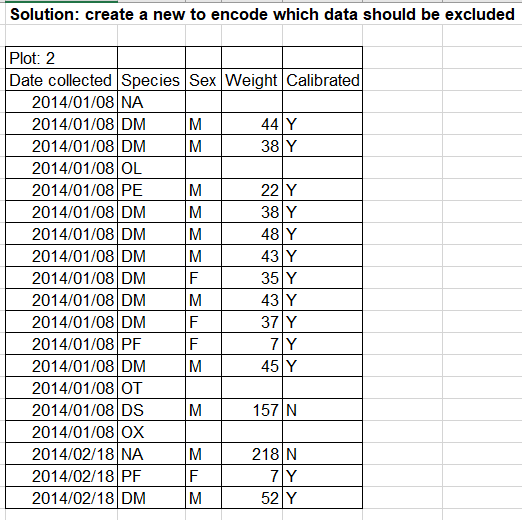 Solution: create a new to encode which data should be excluded
Plot: 2
Date collected Species Sex Weight Calibrated
2014/01/08 NA
2014/01/08 DM M 44 Y
2014/01/08 DM M 38 Y
2014/01/08 OL
2014/01/08 PE M 22 Y
2014/01/08 DM M 38 Y
2014/01/08 DM M 48 Y
2014/01/08 DM M 43 Y
2014/01/08 DM F 35 Y
2014/01/08 DM M 43 Y
2014/01/08 DM F 37 Y
2014/01/08 PF F 7 Y
2014/01/08 DM M 45 Y
2014/01/08 OT
2014/01/08 DS M 157 N
2014/01/08 OX
2014/02/18 NA M 218 N
2014/02/18 PF F 7 Y
2014/02/18 DM M 52 Y